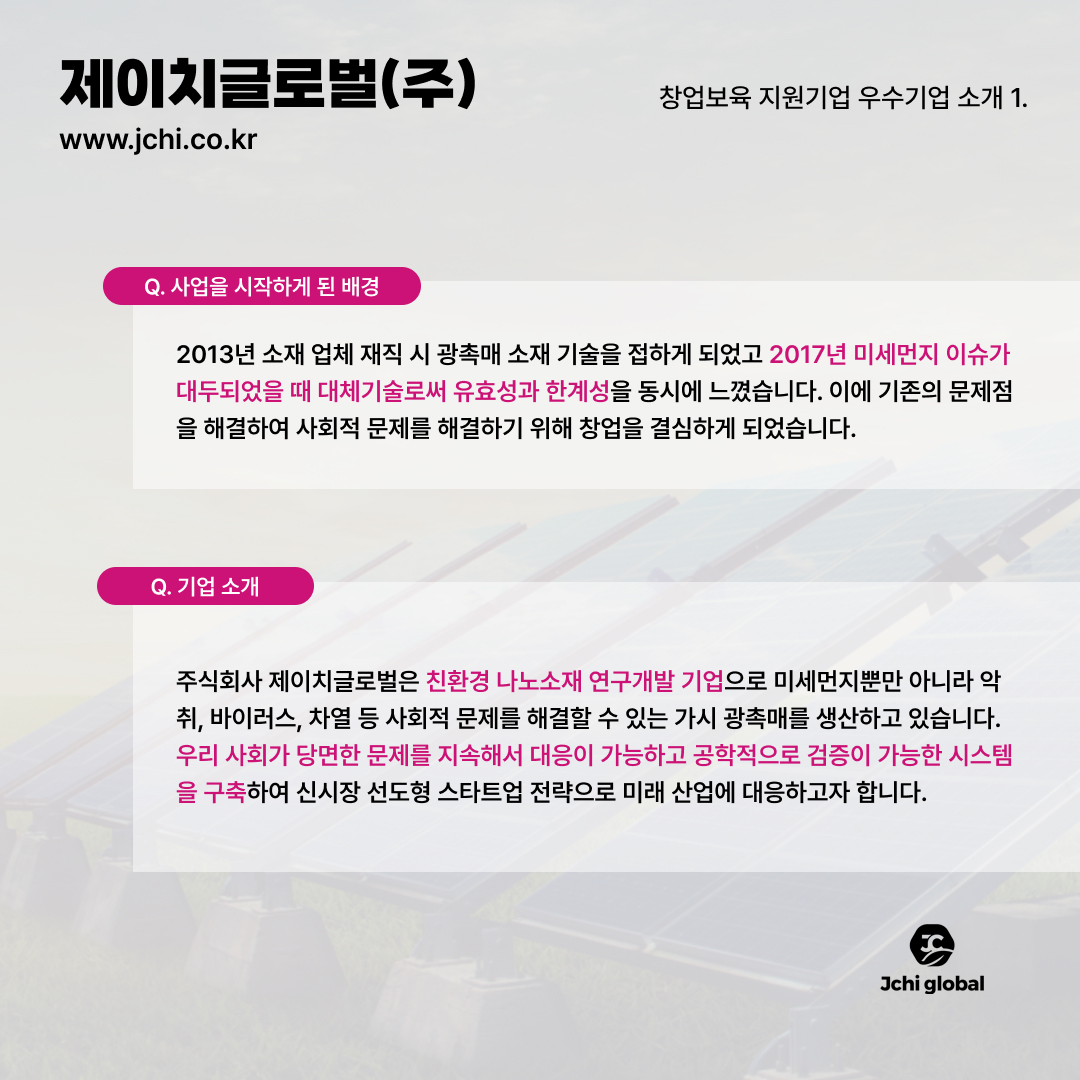 제이치글로벌(주)
창업보육 지원기업 우수기업 소개 1.
www.jchi.co.kr
Q. 사업을 시작하게 된 배경
2013년 소재 업체 재직 시 광촉매 소재 기술을 접하게 되었고 2017년 미세먼지 이슈가
대두되었을 때 대체기술로써 유효성과 한계성을 동시에 느꼈습니다. 이에 기존의 문제점
을 해결하여 사회적 문제를 해결하기 위해 창업을 결심하게 되었습니다.
Q. 기업 소개
주식회사 제이치글로벌은 친환경 나노소재 연구개발 기업으로 미세먼지뿐만 아니라 악
취, 바이러스, 차열 등 사회적 문제를 해결할 수 있는 가시 광촉매를 생산하고 있습니다.
우리 사회가 당면한 문제를 지속해서 대응이 가능하고 공학적으로 검증이 가능한 시스템
을 구축하여 신시장 선도형 스타트업 전략으로 미래 산업에 대응하고자 합니다.
JC
Jchi global